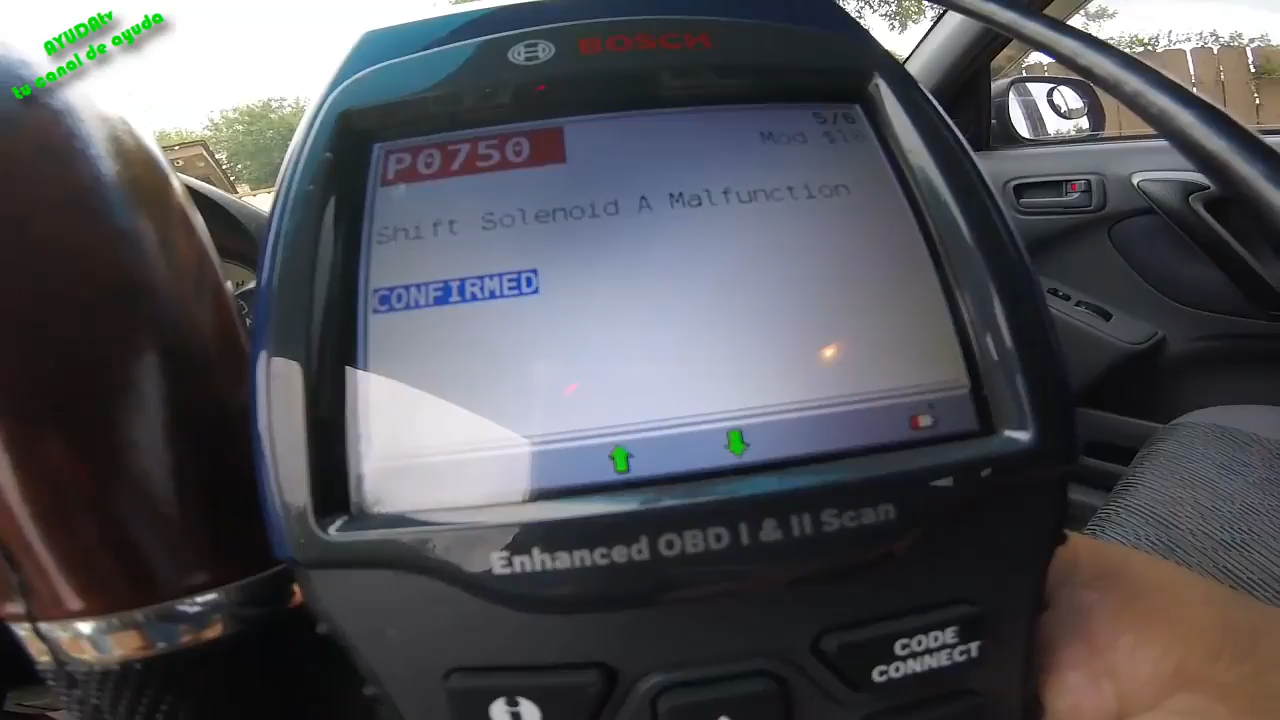 AYUDAtv
tu canal de ayuda
BOSCH
5/6
P0750
Mod $18
Shift Solenoid A Malfunction
CONFIRMED
Enhanced OBD I & II Scan
CODE
CONNECT
i